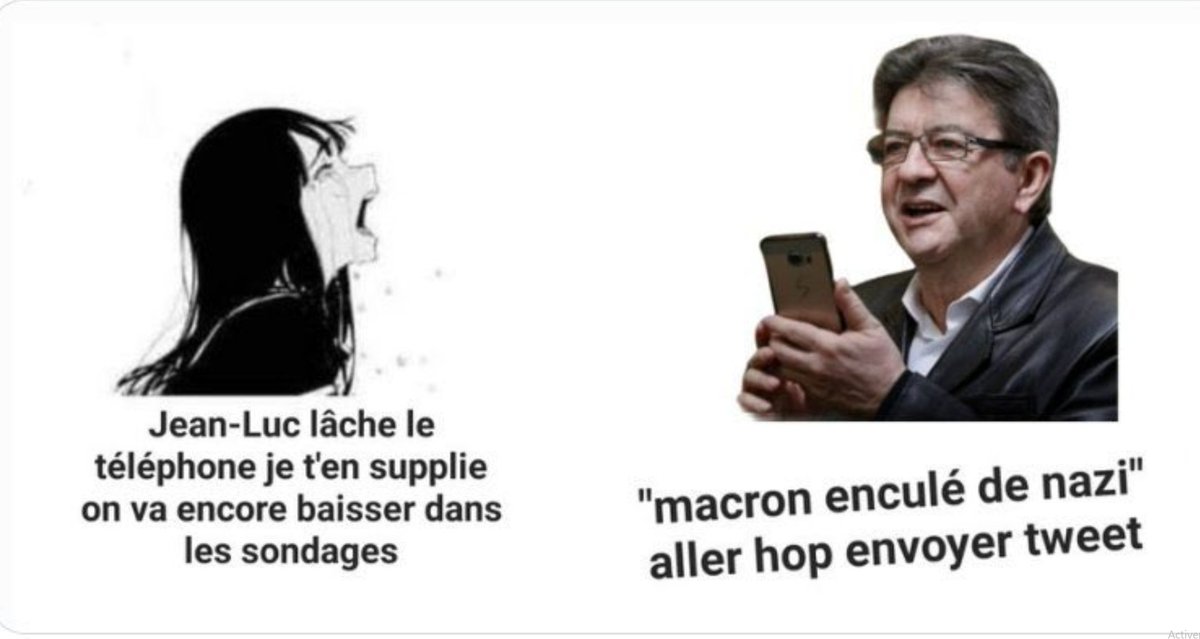 Jean-Luc lâche le
téléphone je t'en supplie
on va encore baisser dans
les sondages
"macron enculé de nazi"
aller hop envoyer tweet